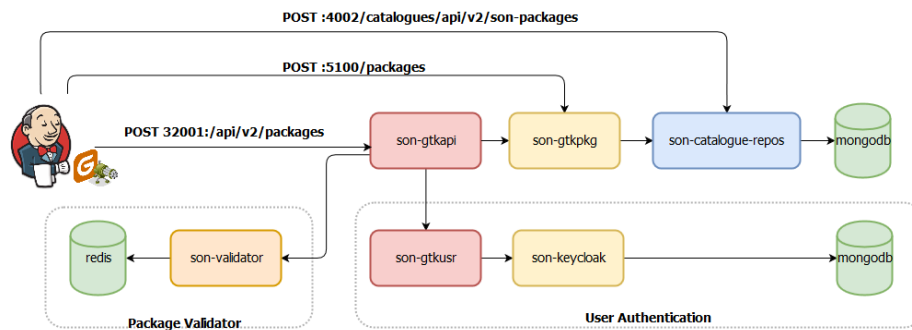 POST :4002/catalogues/api/v2/son-packages
POST :5100/packages
POST 32001:/api/v2/packages
son-gtkapi
son-gtkpkg
son-catalogue-repos
mongodb
redis
son-validator
son-gtkusr
son-keycloak
mongodb
Package Validator
User Authentication